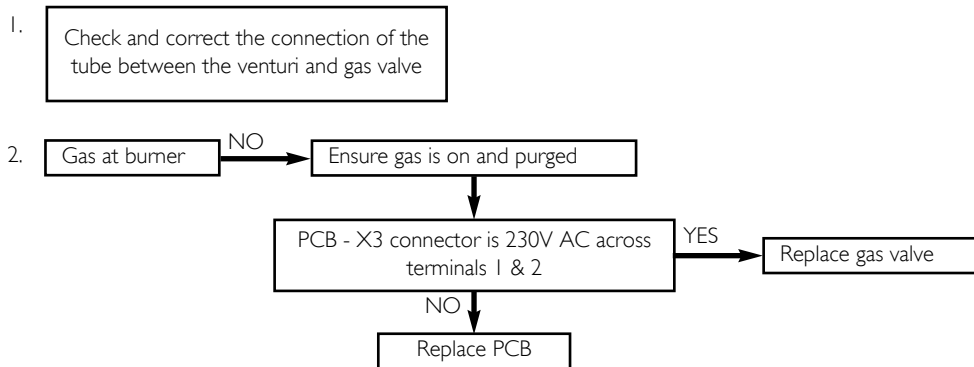 1.
Check and correct the connection of the
tube between the venturi and gas valve
2.
Gas at burner
NO
Ensure gas is on and purged
PCB - X3 connector is 230V AC across
terminals 1 & 2
YES
Replace gas valve
NO
Replace PCB